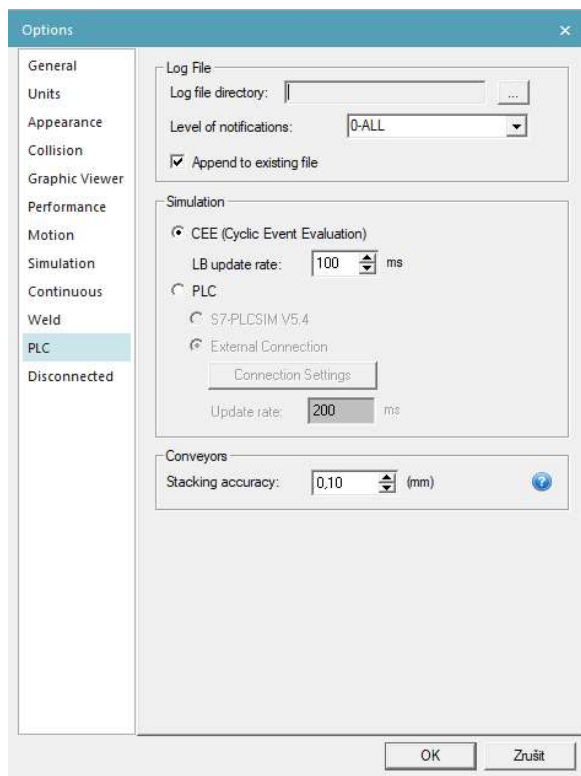 Options
General
Units
Appearance
Collision
Graphic Viewer
Performance
Motion
Simulation
Continuous
Weld
PLC
Disconnected
Log File
Log file directory:
...
Level of notifications: 0-ALL
Append to existing file
Simulation
CEE (Cyclic Event Evaluation)
LB update rate: 100 ms
PLC
S7-PLCSIM V5.4
External Connection
Connection Settings
Update rate: 200 ms
Conveyors
Stacking accuracy: 0,10 (mm)
OK Zrušit